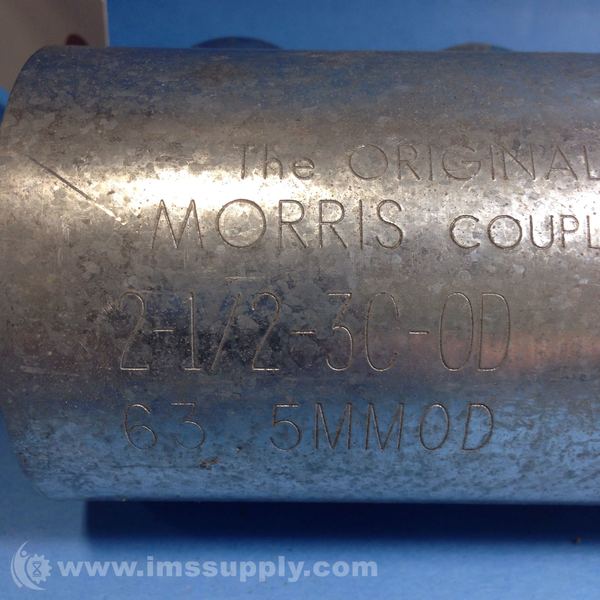 The ORIGINAL
MORRIS COUPL
2-1/2-3C-OD
63.5MMOD
www.imssupply.com